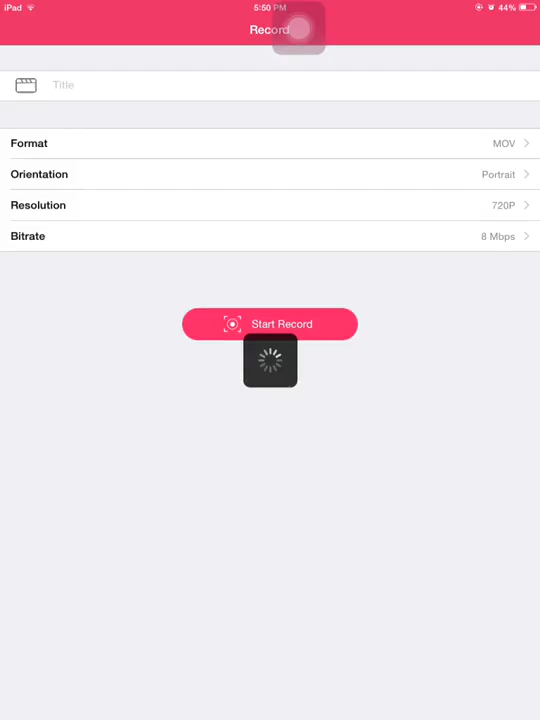 iPad 5:50 PM 44%
Record
Title
Format MOV
Orientation Portrait
Resolution 720P
Bitrate 8 Mbps
Start Record